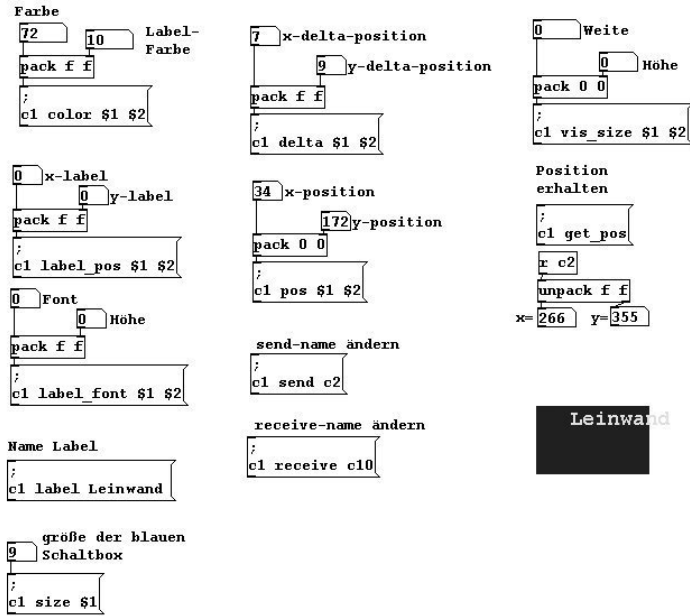 Farbe
72
10
Label-
Farbe
pack f f
;
c1 color $1 $2
0
x-label
0
y-label
pack f f
;
c1 label_pos $1 $2
0
Font
0
Höhe
pack f f
;
c1 label_font $1 $2
Name Label
;
c1 label Leinwand
größe der blauen
9
Schaltbox
;
c1 size $1
7
x-delta-position
9
y-delta-position
pack f f
;
c1 delta $1 $2
34
x-position
172
y-position
pack 0 0
;
c1 pos $1 $2
send-name ändern
;
c1 send c2
receive-name ändern
;
c1 receive c10
0
Weite
0
Höhe
pack 0 0
;
c1 vis_size $1 $2
Position
erhalten
;
c1 get_pos
r c2
unpack f f
x= 266 y= 355
Leinwand